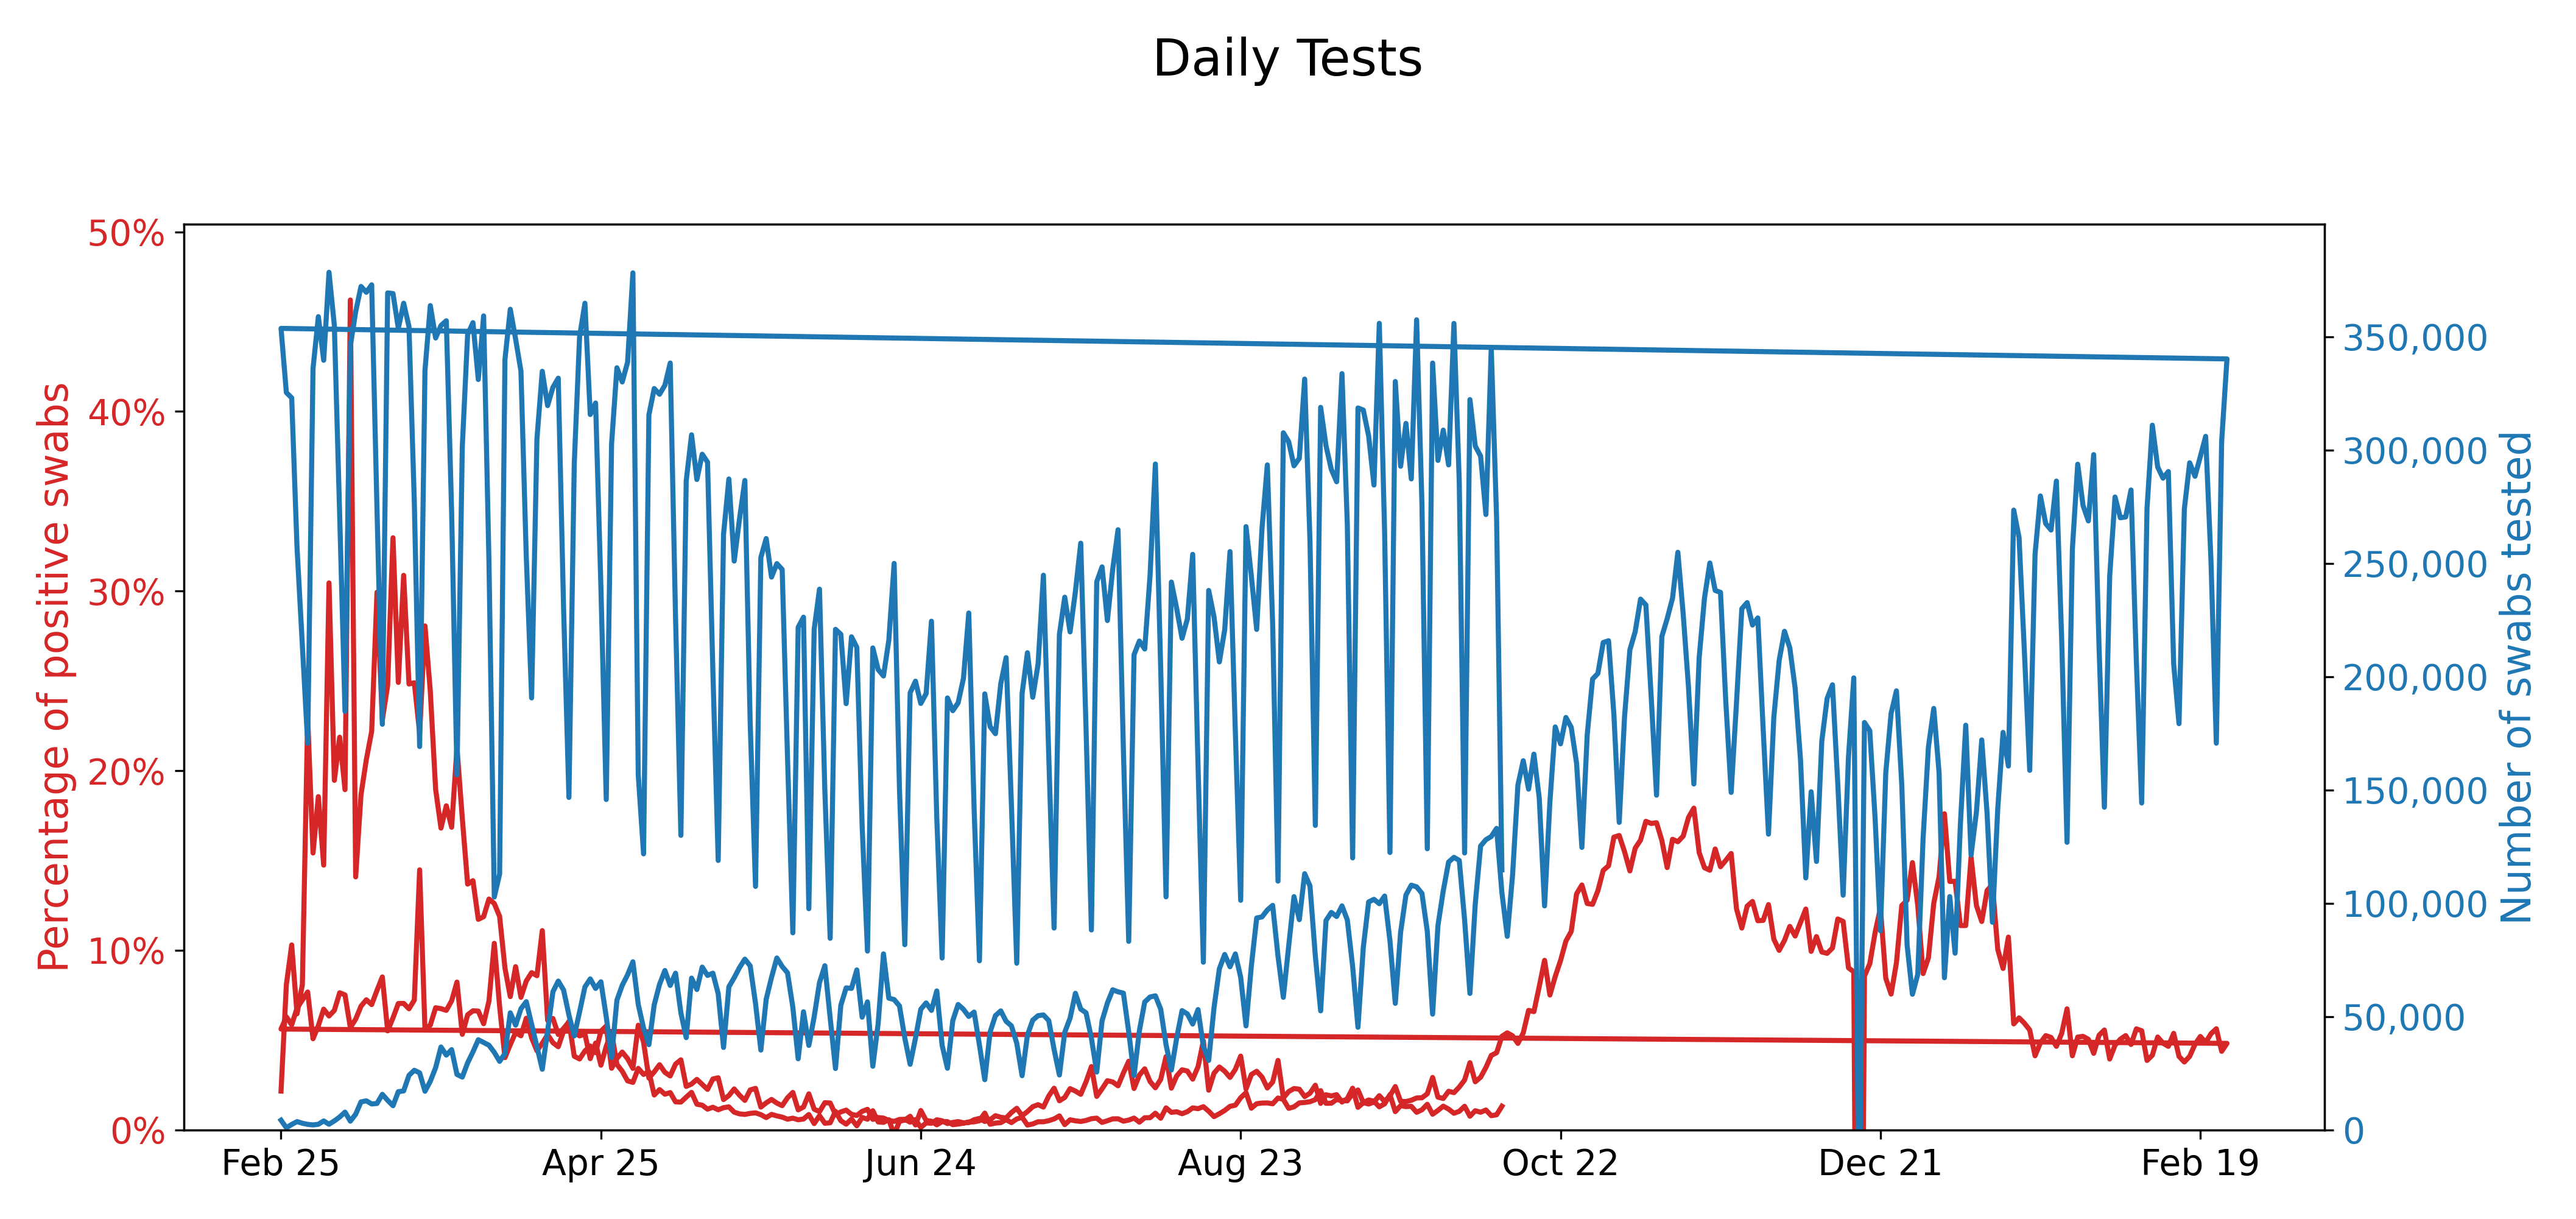 Daily Tests
50%
40%
30%
20%
10%
0%
Percentage of positive swabs
350,000
300,000
250,000
200,000
150,000
100,000
50,000
0
Number of swabs tested
Feb 25
Apr 25
Jun 24
Aug 23
Oct 22
Dec 21
Feb 19